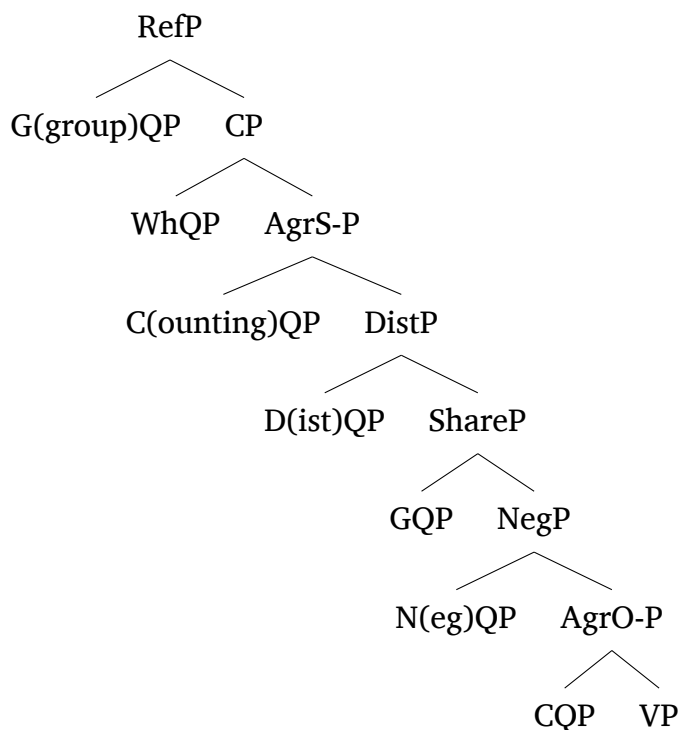 RefP
G(group)QP CP
WhQP AgrS-P
C(ounting)QP DistP
D(ist)QP ShareP
GQP NegP
N(eg)QP AgrO-P
CQP VP